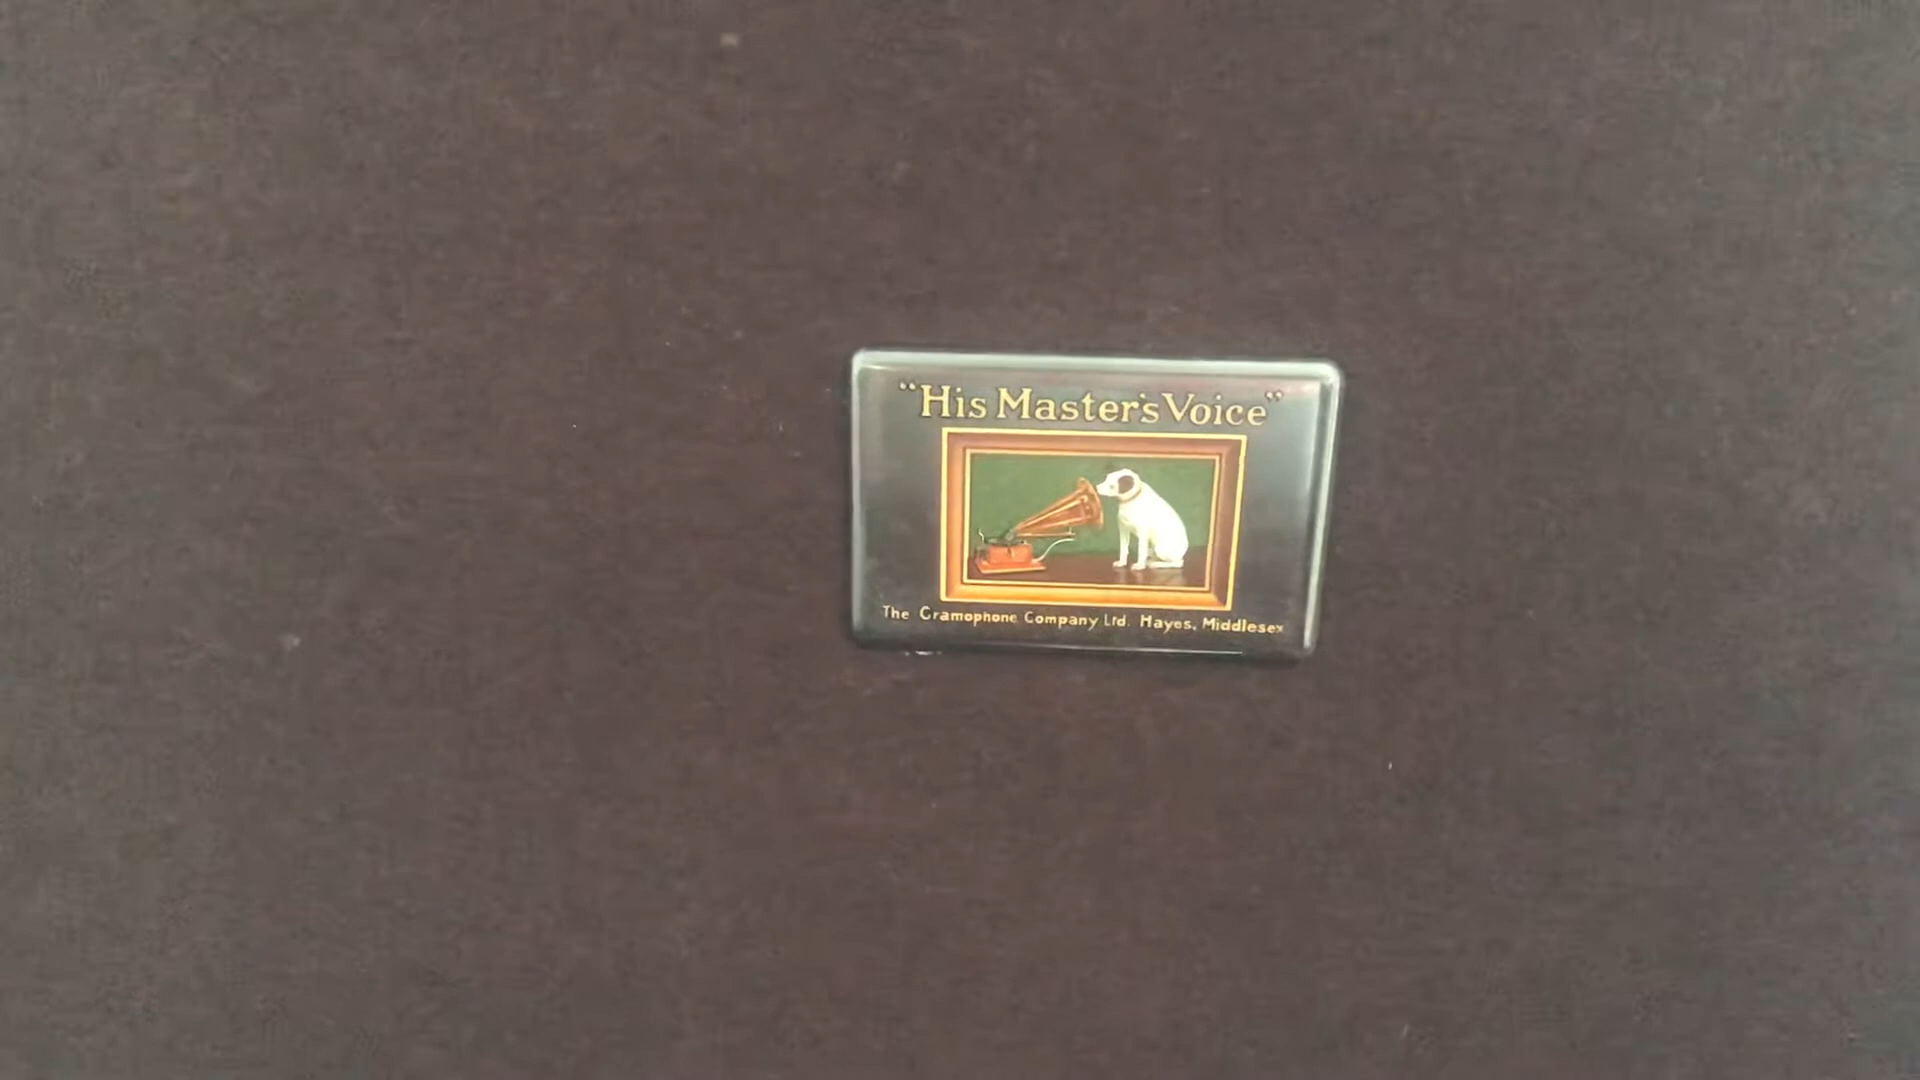 "His Master's Voice"
The Gramophone Company Ltd. Hayes, Middlesex